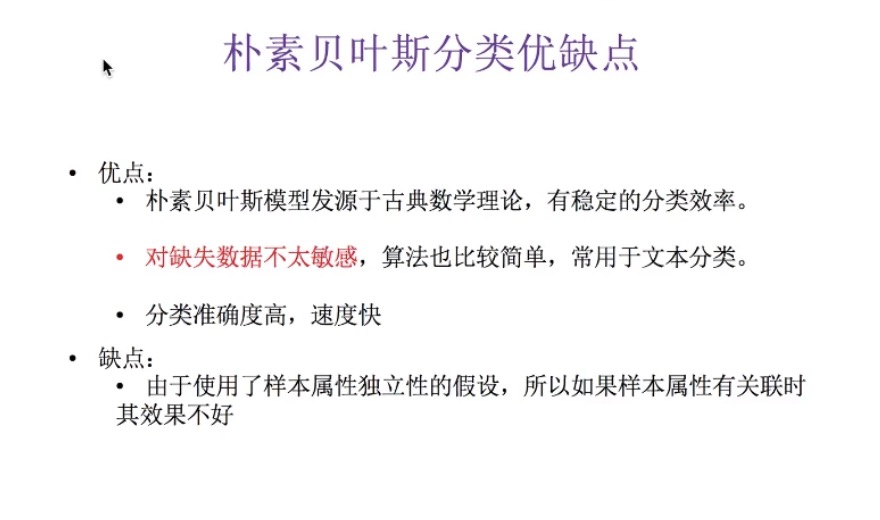 朴素贝叶斯分类优缺点
• 优点：
• 朴素贝叶斯模型发源于古典数学理论，有稳定的分类效率。
• 对缺失数据不太敏感，算法也比较简单，常用于文本分类。
• 分类准确度高，速度快
• 缺点：
• 由于使用了样本属性独立性的假设，所以如果样本属性有关联时
其效果不好